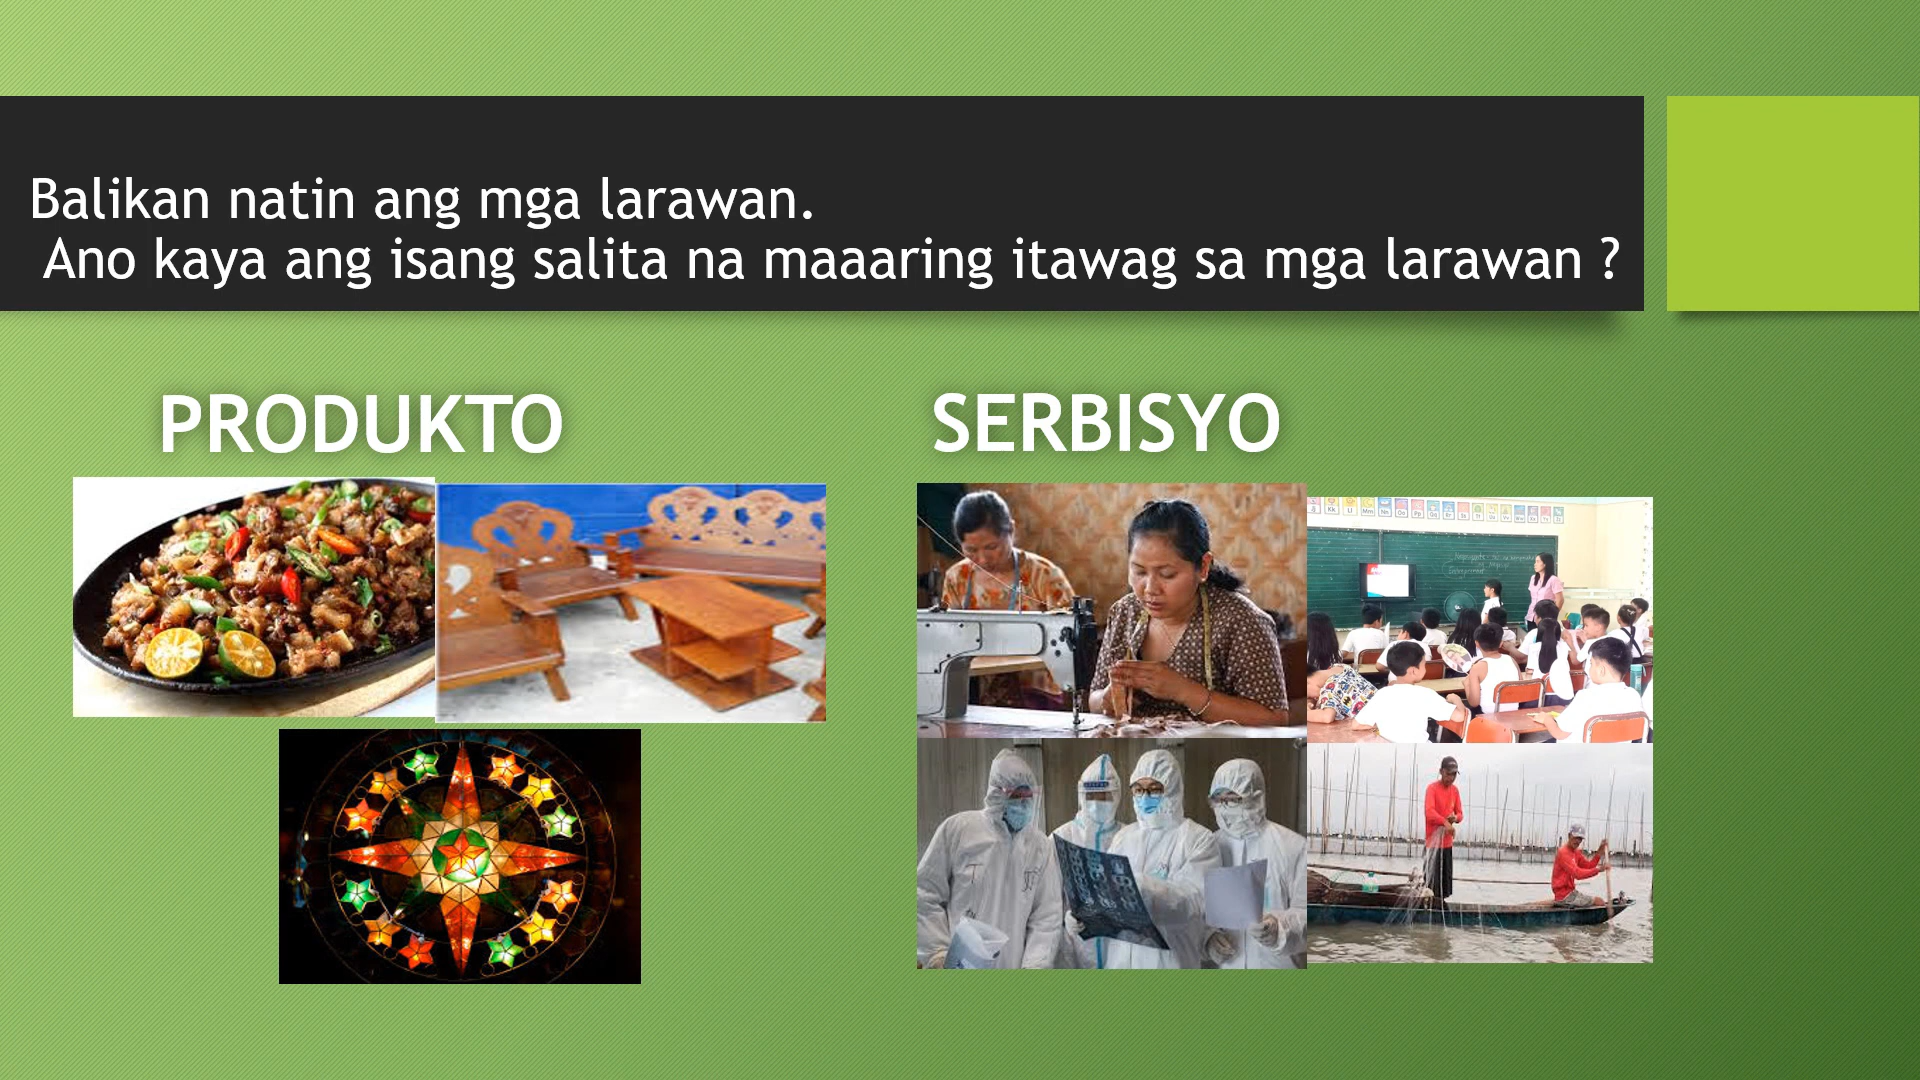 Balikan natin ang mga larawan.
Ano kaya ang isang salita na maaaring itawag sa mga larawan ?
PRODUKTO
SERBISYO